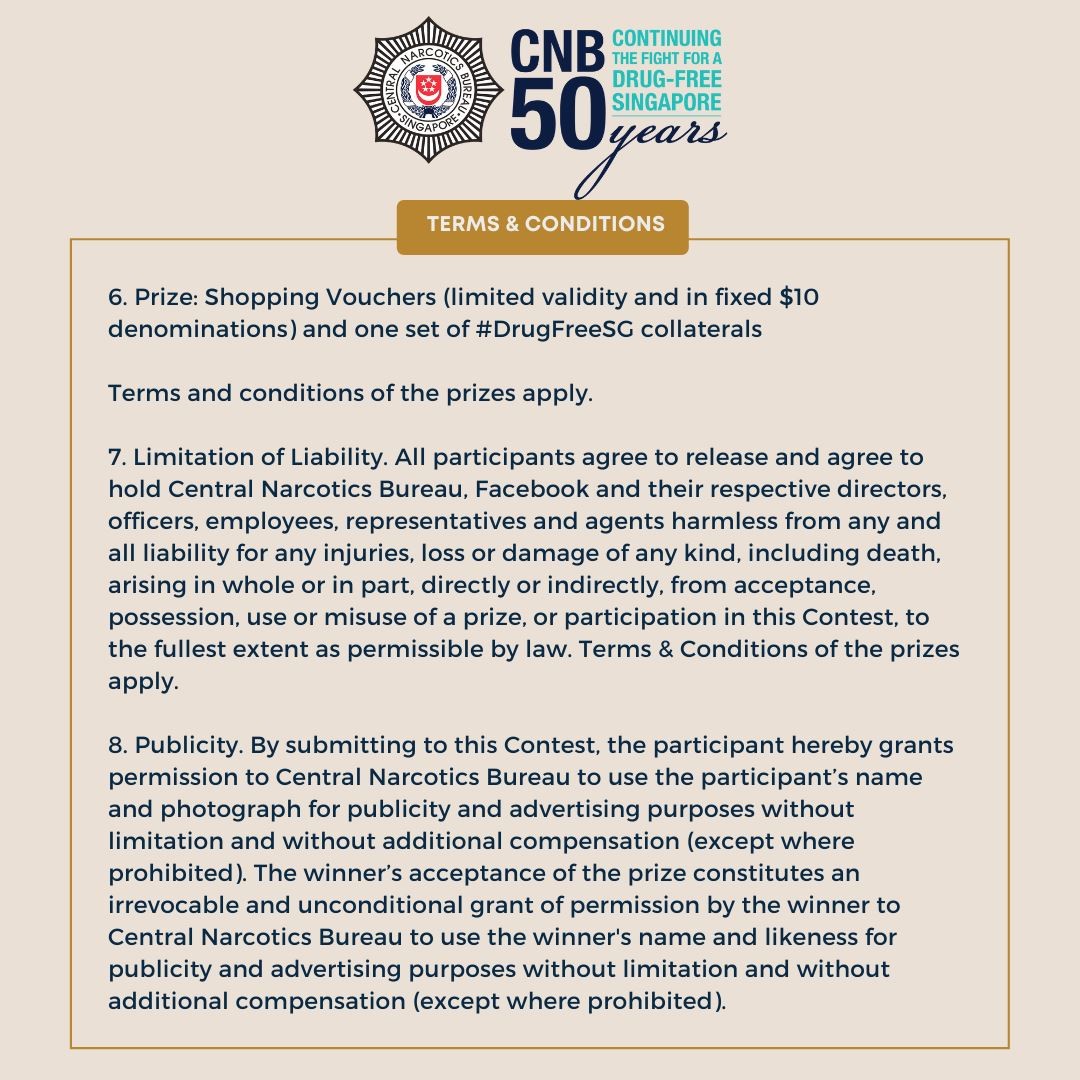 CENTRAL NARCOTICS BUREAU
SINGAPORE
CNB
50
CONTINUING
THE FIGHT FOR A
DRUG-FREE
SINGAPORE
years
TERMS & CONDITIONS
6. Prize: Shopping Vouchers (limited validity and in fixed $10
denominations) and one set of #DrugFreeSG collaterals
Terms and conditions of the prizes apply.
7. Limitation of Liability. All participants agree to release and agree to
hold Central Narcotics Bureau, Facebook and their respective directors,
officers, employees, representatives and agents harmless from any and
all liability for any injuries, loss or damage of any kind, including death,
arising in whole or in part, directly or indirectly, from acceptance,
possession, use or misuse of a prize, or participation in this Contest, to
the fullest extent as permissible by law. Terms & Conditions of the prizes
apply.
8. Publicity. By submitting to this Contest, the participant hereby grants
permission to Central Narcotics Bureau to use the participant’s name
and photograph for publicity and advertising purposes without
limitation and without additional compensation (except where
prohibited). The winner’s acceptance of the prize constitutes an
irrevocable and unconditional grant of permission by the winner to
Central Narcotics Bureau to use the winner's name and likeness for
publicity and advertising purposes without limitation and without
additional compensation (except where prohibited).